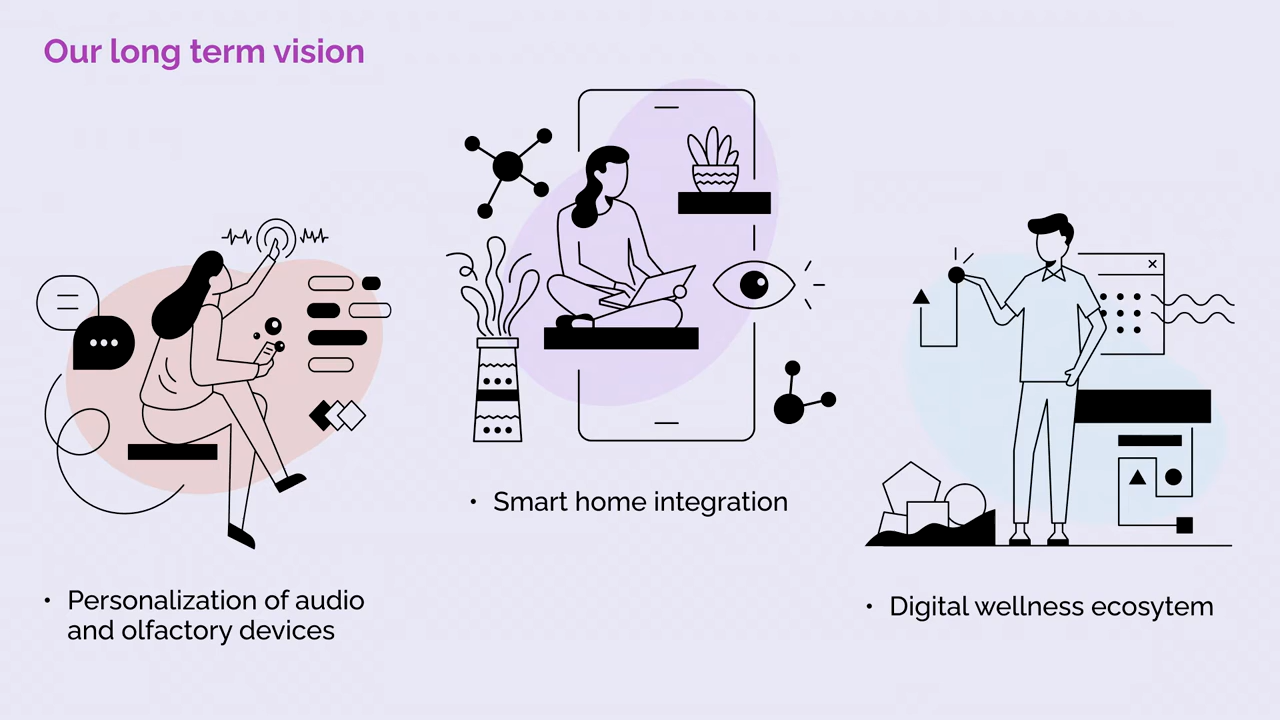 Our long term vision
• Smart home integration
• Personalization of audio
and olfactory devices
• Digital wellness ecosytem